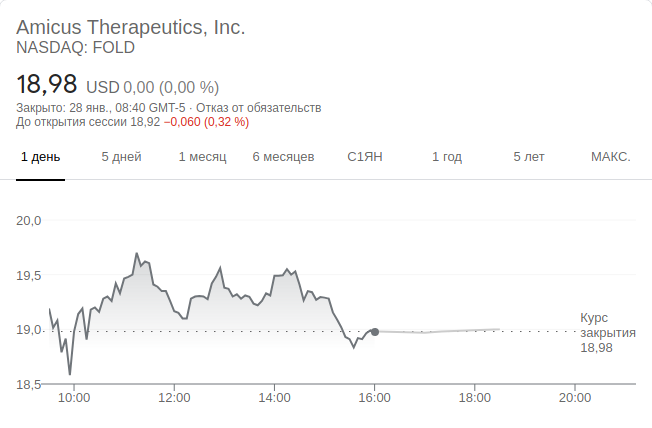 Amicus Therapeutics, Inc.
NASDAQ: FOLD
18,98 USD 0,00 (0,00 %)
Закрыто: 28 янв., 08:40 GMT-5 · Отказ от обязательств
До открытия сессии 18,92 −0,060 (0,32 %)
1 день 5 дней 1 месяц 6 месяцев С1ЯН 1 год 5 лет МАКС.
20,0
19,5
19,0
18,5
Курс
закрытия
18,98
10:00 12:00 14:00 16:00 18:00 20:00